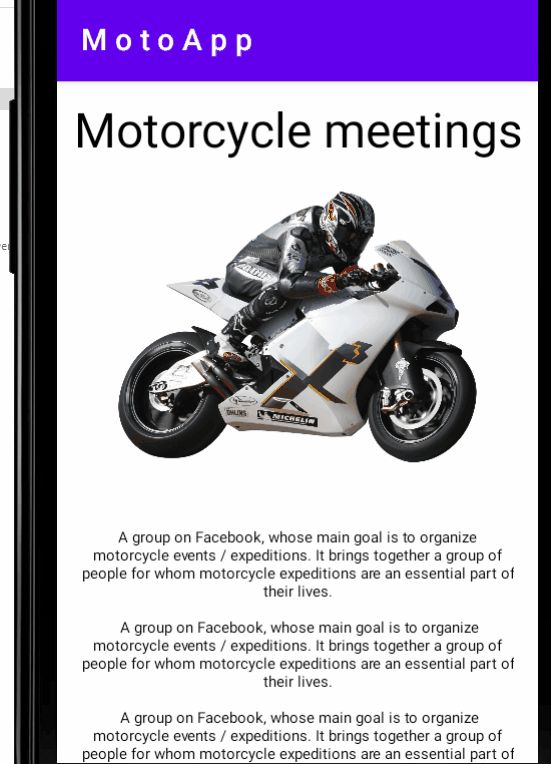 MotoApp
Motorcycle meetings
X3
ÖHLINS
MICHELIN
A group on Facebook, whose main goal is to organize
motorcycle events / expeditions. It brings together a group of
people for whom motorcycle expeditions are an essential part of
their lives.
A group on Facebook, whose main goal is to organize
motorcycle events / expeditions. It brings together a group of
people for whom motorcycle expeditions are an essential part of
their lives.
A group on Facebook, whose main goal is to organize
motorcycle events / expeditions. It brings together a group of
people for whom motorcycle expeditions are an essential part of